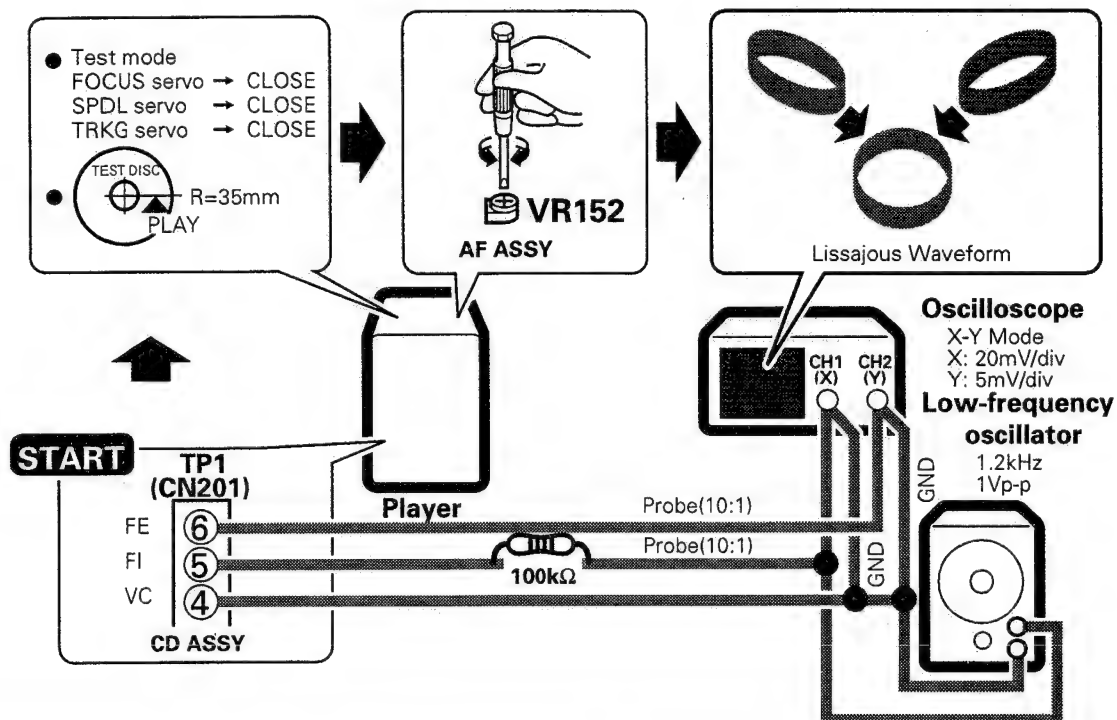 ● Test mode
FOCUS servo → CLOSE
SPDL servo → CLOSE
TRKG servo → CLOSE
TEST DISC
● R=35mm
PLAY
VR152
AF ASSY
Lissajous Waveform
Oscilloscope
X-Y Mode
X: 20mV/div
Y: 5mV/div
CH1
(X)
CH2
(Y)
Low-frequency
oscillator
1.2kHz
1Vp-p
START
TP1
(CN201)
Player
FE
6
Probe(10:1)
GND
FI
5
100kΩ
Probe(10:1)
GND
VC
4
CD ASSY